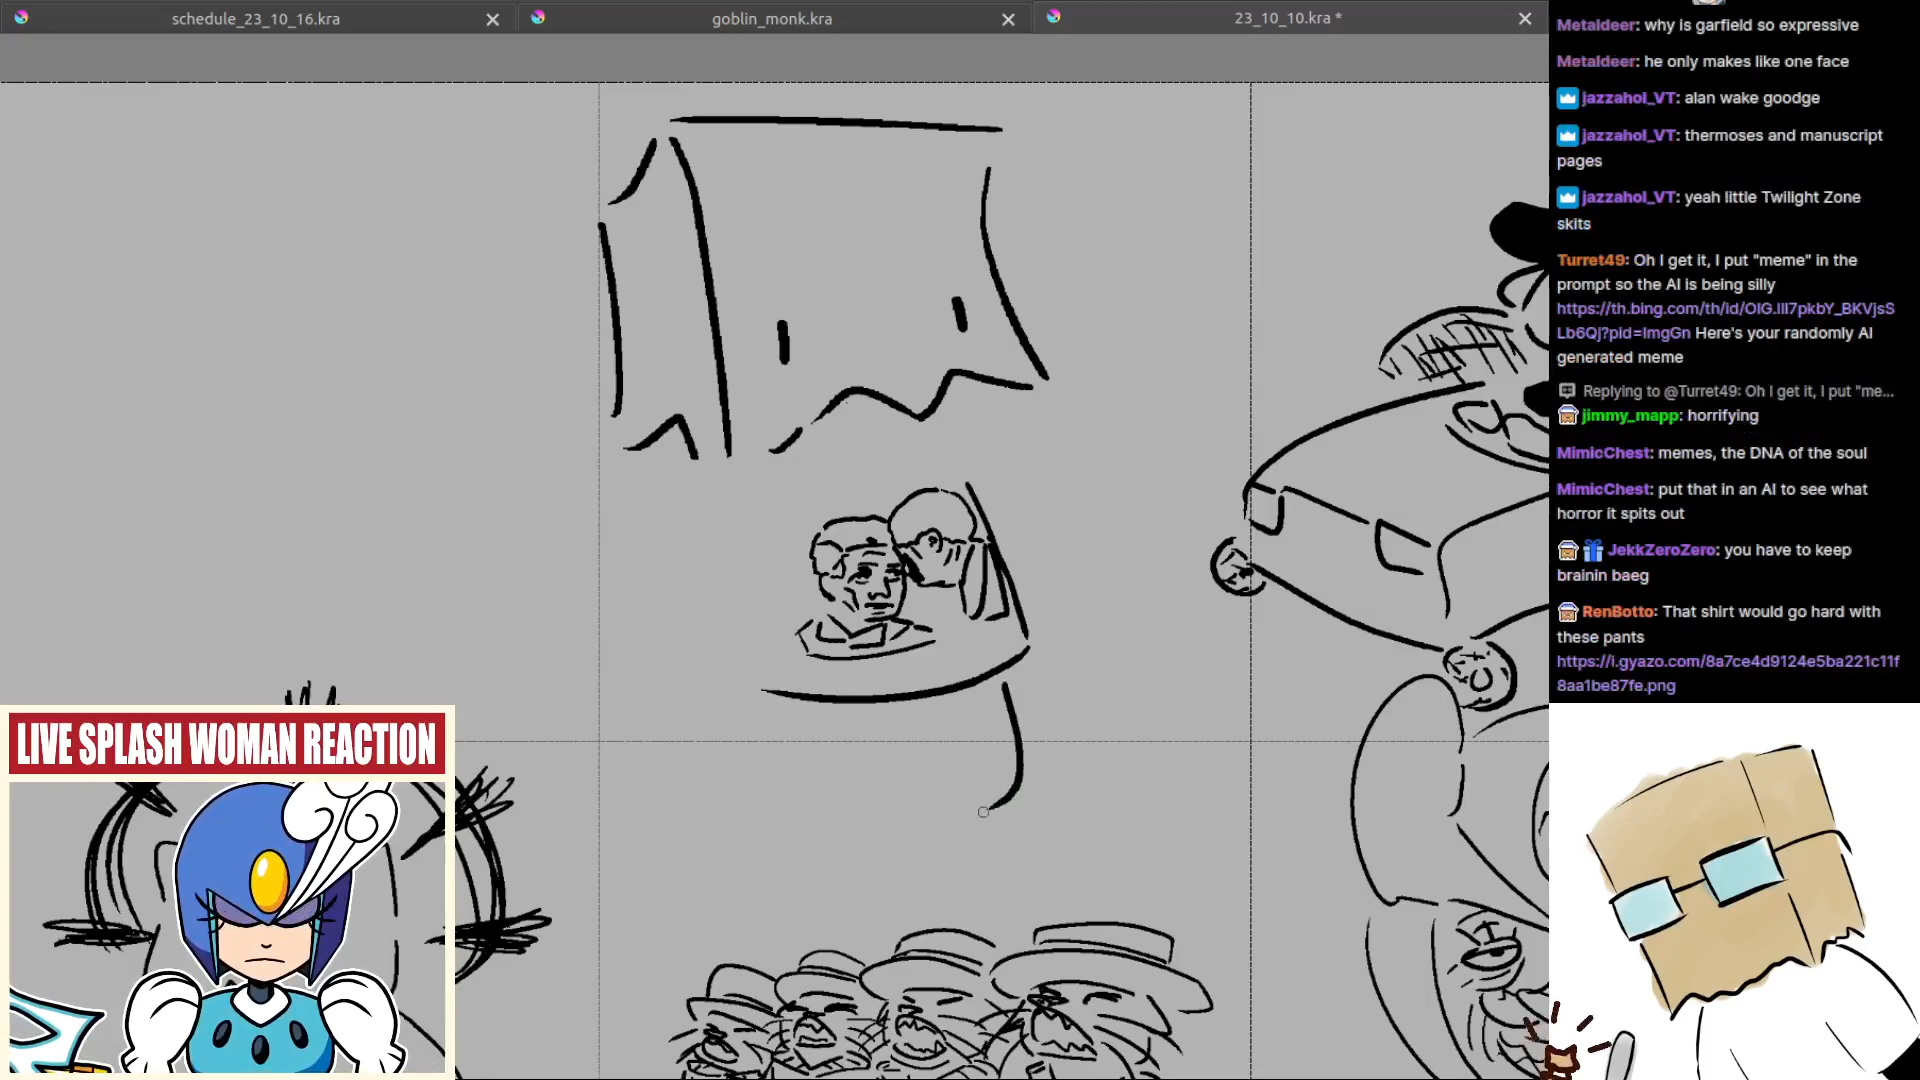 schedule_23_10_16.kra
goblin_monk.kra
23_10_10.kra *
Metaldeer: why is garfield so expressive
Metaldeer: he only makes like one face
jazzahol_VT: alan wake goodge
jazzahol_VT: thermoses and manuscript
pages
jazzahol_VT: yeah little Twilight Zone
skits
Turret49: Oh I get it, I put "meme" in the
prompt so the AI is being silly
https://th.bing.com/th/id/OIG.III7pkbY_BKVjsS
Lb6Qj?pid=ImgGn Here's your randomly AI
generated meme
Replying to @Turret49: Oh I get it, I put "me...
jimmy_mapp: horrifying
MimicChest: memes, the DNA of the soul
MimicChest: put that in an AI to see what
horror it spits out
JekkZeroZero: you have to keep
brainin baeg
RenBotto: That shirt would go hard with
these pants
https://i.gyazo.com/8a7ce4d9124e5ba221c11f
8aa1be87fe.png
LIVE SPLASH WOMAN REACTION